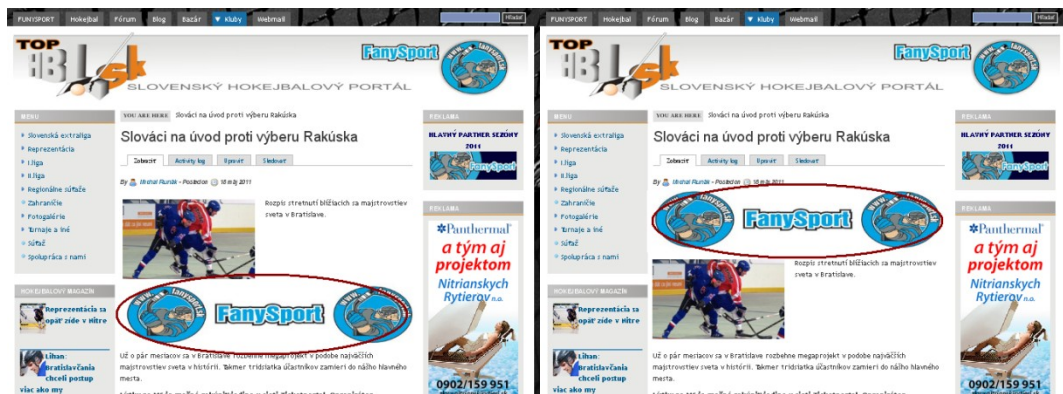 FUNYSPORT Hokejbal Fórum Blog Bazár Kluby Webmail
TOP
HB
sk
SLOVENSKÝ HOKEJBALOVÝ PORTÁL
FanySport
MENU
Slovenská extraliga
Reprezentácia
I.liga
II.liga
Regionálne súťaže
Zahraničie
Fotogalérie
Turnaje a iné
Súťaž
Spolupráca s nami
HOKEJBALOVÝ MAGAZÍN
Reprezentácia sa
opäť zíde v Nitre
Lihan:
Bratislavčania
chceli postup
viac ako my
YOU ARE HERE Slováci na úvod proti výberu Rakúska
Slováci na úvod proti výberu Rakúska
Zobraziť Activity log Upraviť Sledovať
Rozpis stretnutí blížiacich sa majstrovstiev
sveta v Bratislave.
FanySport
Už o pár mesiacov sa v Bratislave rozbehne megaprojekt v podobe najväčších
majstrovstiev sveta v histórii. Takmer tridsiatka účastníkov zamieri do nášho hlavného
mesta.
REKLAMA
HLAVNÝ PARTNER SEZÓNY
2011
FanySport
REKLAMA
Panthermal
a tým aj
projektom
Nitrianskych
Rytierov n.o.
0902/159 951
FUNYSPORT Hokejbal Fórum Blog Bazár Kluby Webmail
TOP
HB
sk
SLOVENSKÝ HOKEJBALOVÝ PORTÁL
FanySport
MENU
Slovenská extraliga
Reprezentácia
I.liga
II.liga
Regionálne súťaže
Zahraničie
Fotogalérie
Turnaje a iné
Súťaž
Spolupráca s nami
HOKEJBALOVÝ MAGAZÍN
Reprezentácia sa
opäť zíde v Nitre
Lihan:
Bratislavčania
chceli postup
viac ako my
YOU ARE HERE Slováci na úvod proti výberu Rakúska
Slováci na úvod proti výberu Rakúska
Zobraziť Activity log Upraviť Sledovať
FanySport
Rozpis stretnutí blížiacich sa majstrovstiev
sveta v Bratislave.
Už o pár mesiacov sa v Bratislave rozbehne megaprojekt v podobe najväčších
majstrovstiev sveta v histórii. Takmer tridsiatka účastníkov zamieri do nášho hlavného
mesta.
REKLAMA
HLAVNÝ PARTNER SEZÓNY
2011
FanySport
REKLAMA
Panthermal
a tým aj
projektom
Nitrianskych
Rytierov n.o.
0902/159 951